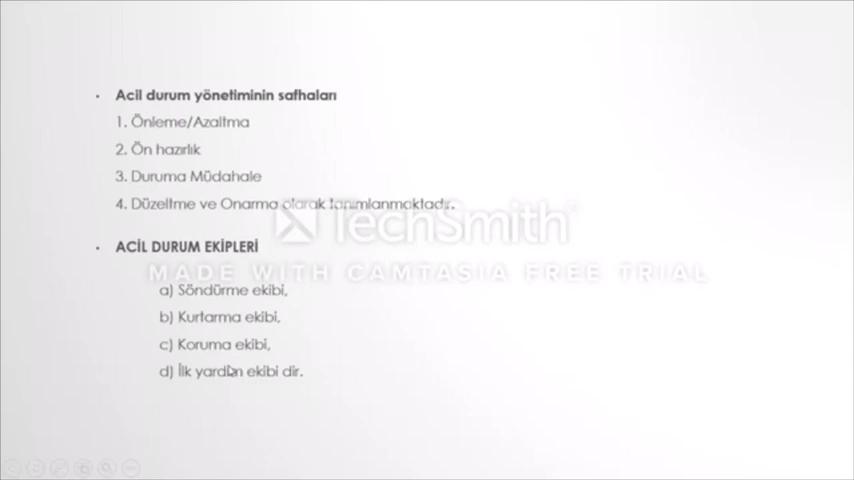 Acil durum yönetiminin safhaları
1. Önleme/Azaltma
2. Ön hazırlık
3. Duruma Müdahale
4. Düzeltme ve Onarma olarak tanımlanmaktadır.
TechSmith
ACİL DURUM EKİPLERİ
MADE WITH CAMTASIA FREE TRIAL
a) Söndürme ekibi,
b) Kurtarma ekibi,
c) Koruma ekibi,
d) İlk yardım ekibi dir.